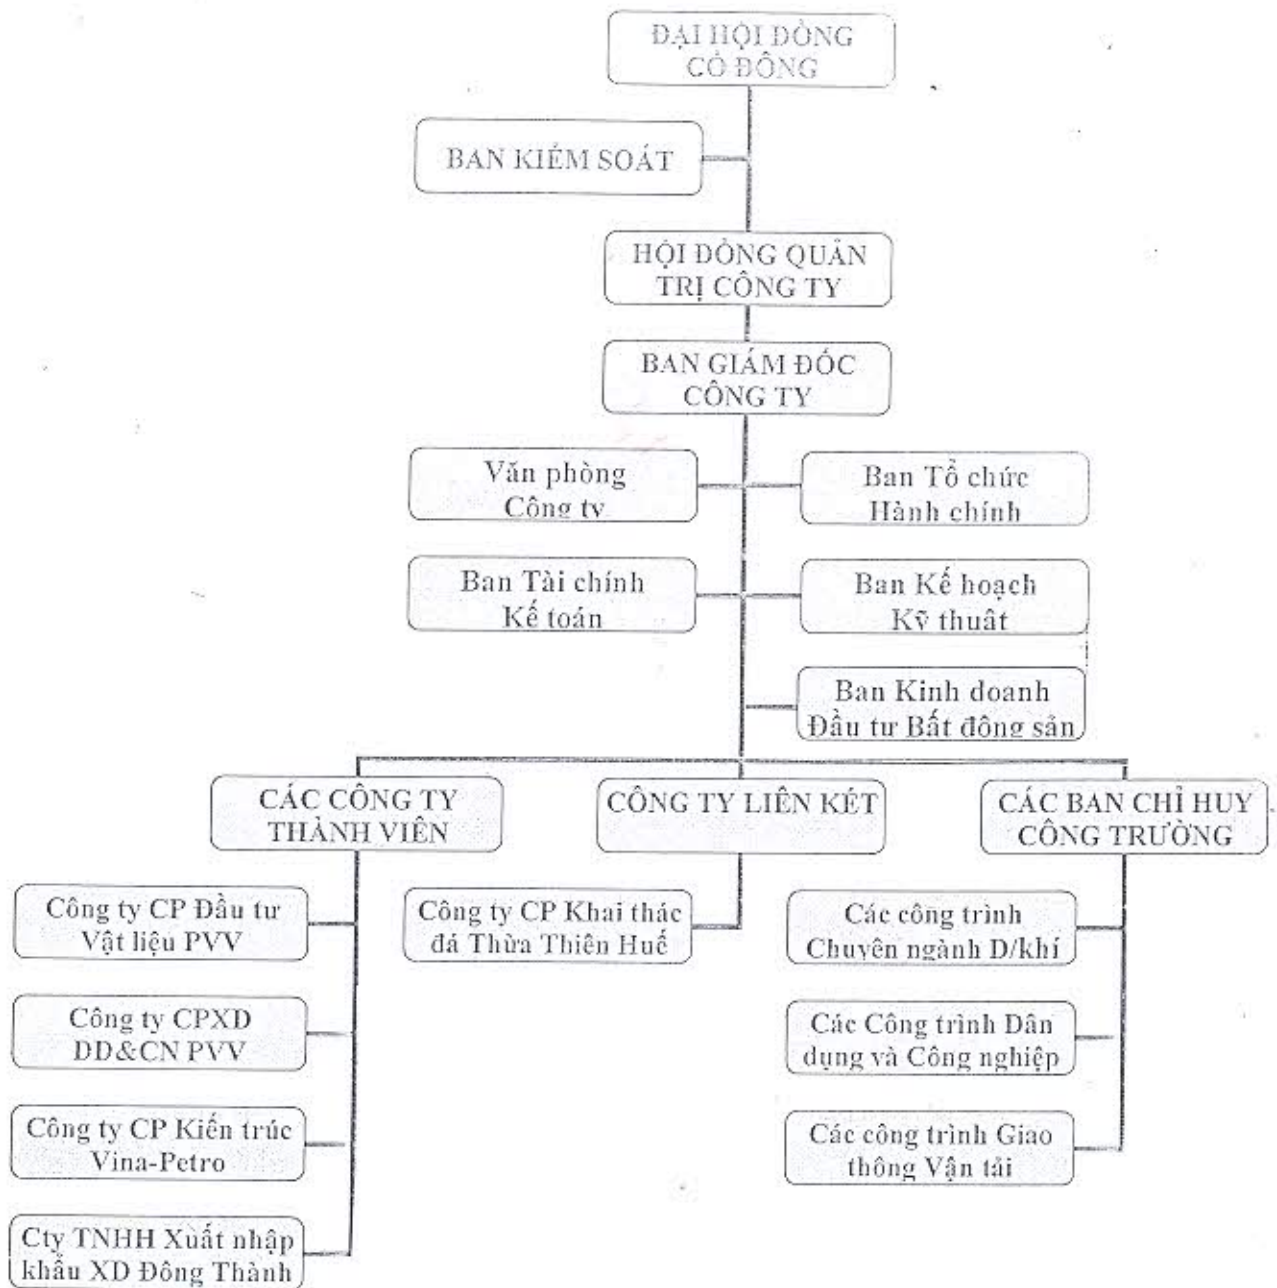 ĐẠI HỘI ĐỒNG
CỔ ĐÔNG
BAN KIỂM SOÁT
HỘI ĐỒNG QUẢN
TRỊ CÔNG TY
BAN GIÁM ĐỐC
CÔNG TY
Văn phòng
Công ty
Ban Tổ chức
Hành chính
Ban Tài chính
Kế toán
Ban Kế hoạch
Kỹ thuật
Ban Kinh doanh
Đầu tư Bất động sản
CÁC CÔNG TY
THÀNH VIÊN
CÔNG TY LIÊN KẾT
CÁC BAN CHỈ HUY
CÔNG TRƯỜNG
Công ty CP Đầu tư
Vật liệu PVV
Công ty CPXD
DD&CN PVV
Công ty CP Kiến trúc
Vina-Petro
Cty TNHH Xuất nhập
khẩu XD Đông Thành
Công ty CP Khai thác
đá Thừa Thiên Huế
Các công trình
Chuyên ngành D/khí
Các Công trình Dân
dụng và Công nghiệp
Các công trình Giao
thông Vận tải